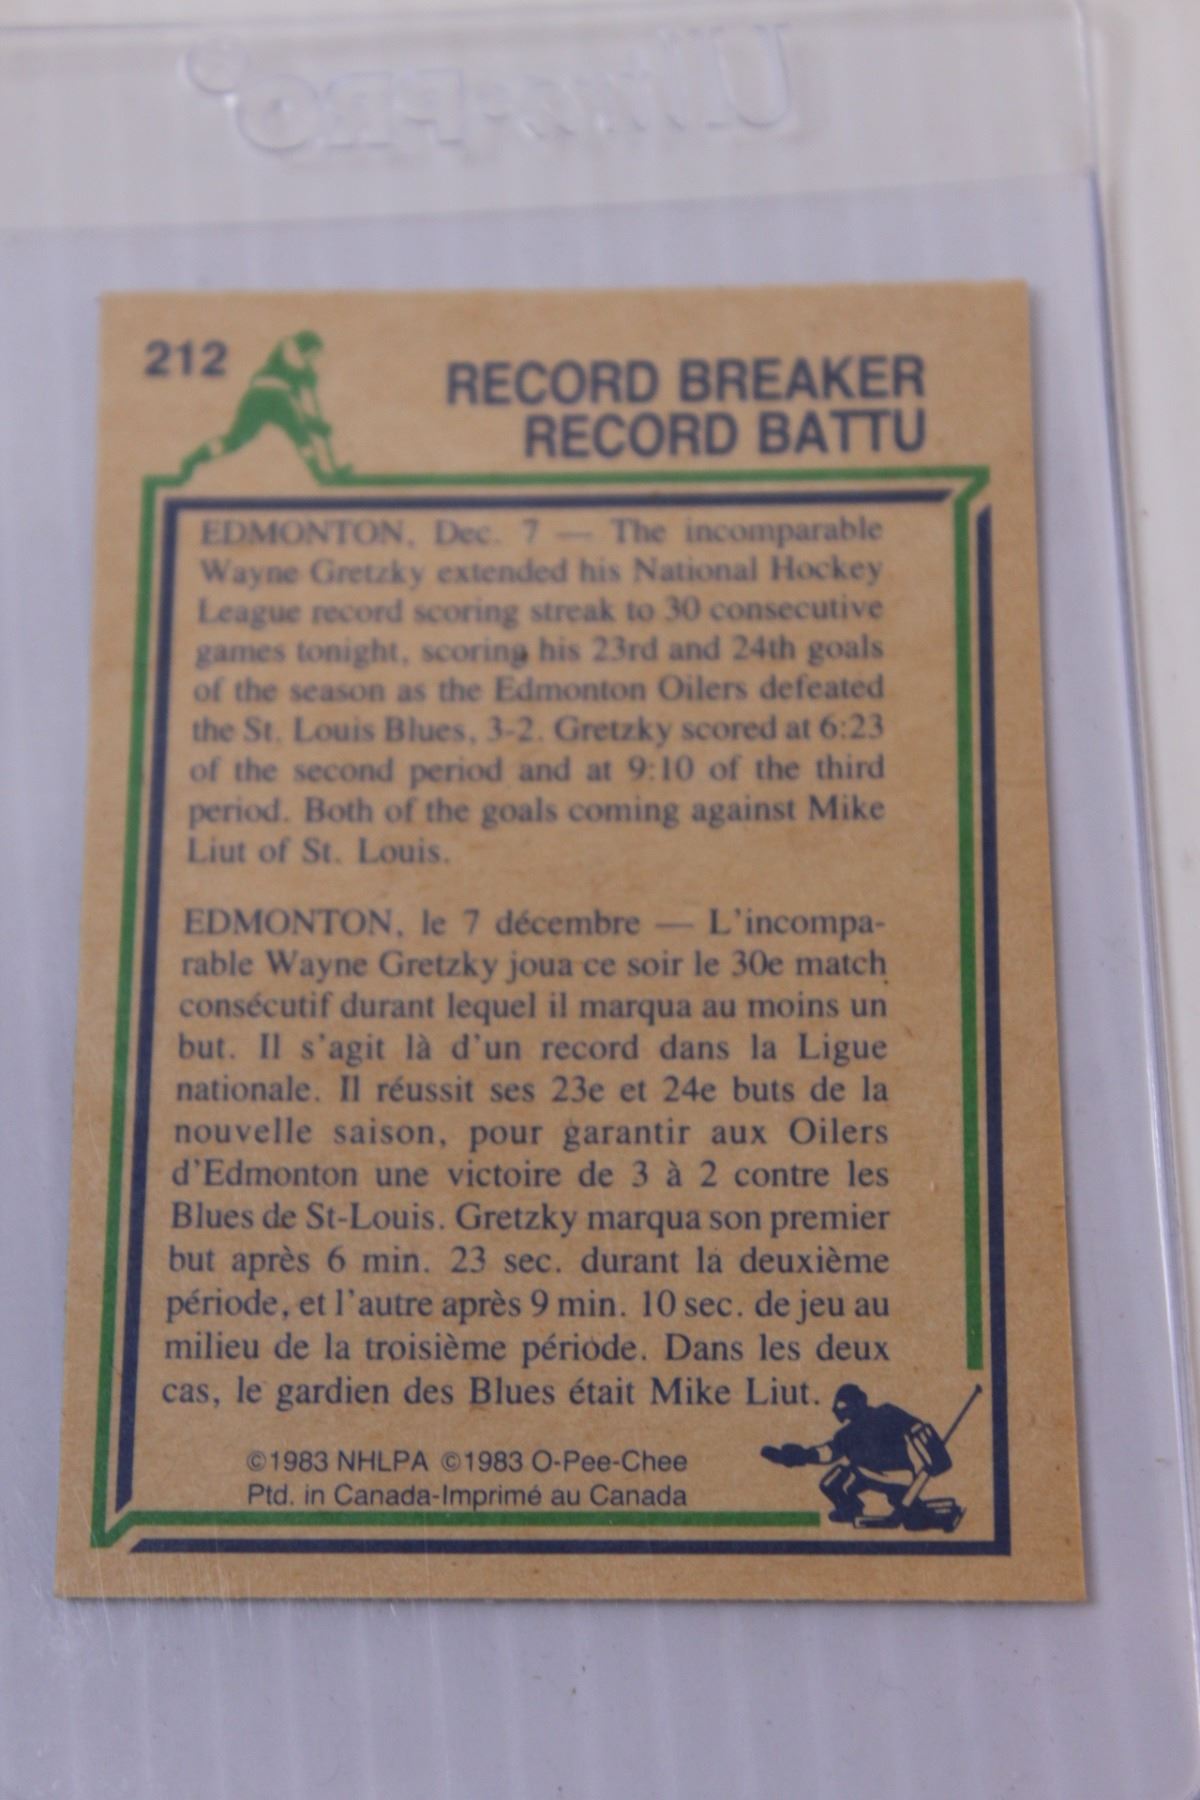 Ultra-PRO
212
RECORD BREAKER
RECORD BATTU
EDMONTON, Dec. 7 — The incomparable
Wayne Gretzky extended his National Hockey
League record scoring streak to 30 consecutive
games tonight, scoring his 23rd and 24th goals
of the season as the Edmonton Oilers defeated
the St. Louis Blues, 3-2. Gretzky scored at 6:23
of the second period and at 9:10 of the third
period. Both of the goals coming against Mike
Liut of St. Louis.
EDMONTON, le 7 décembre — L'incompa-
rable Wayne Gretzky joua ce soir le 30e match
consécutif durant lequel il marqua au moins un
but. Il s'agit là d'un record dans la Ligue
nationale. Il réussit ses 23e et 24e buts de la
nouvelle saison, pour garantir aux Oilers
d'Edmonton une victoire de 3 à 2 contre les
Blues de St-Louis. Gretzky marqua son premier
but après 6 min. 23 sec. durant la deuxième
période, et l'autre après 9 min. 10 sec. de jeu au
milieu de la troisième période. Dans les deux
cas, le gardien des Blues était Mike Liut.
©1983 NHLPA ©1983 O-Pee-Chee
Ptd. in Canada-Imprimé au Canada